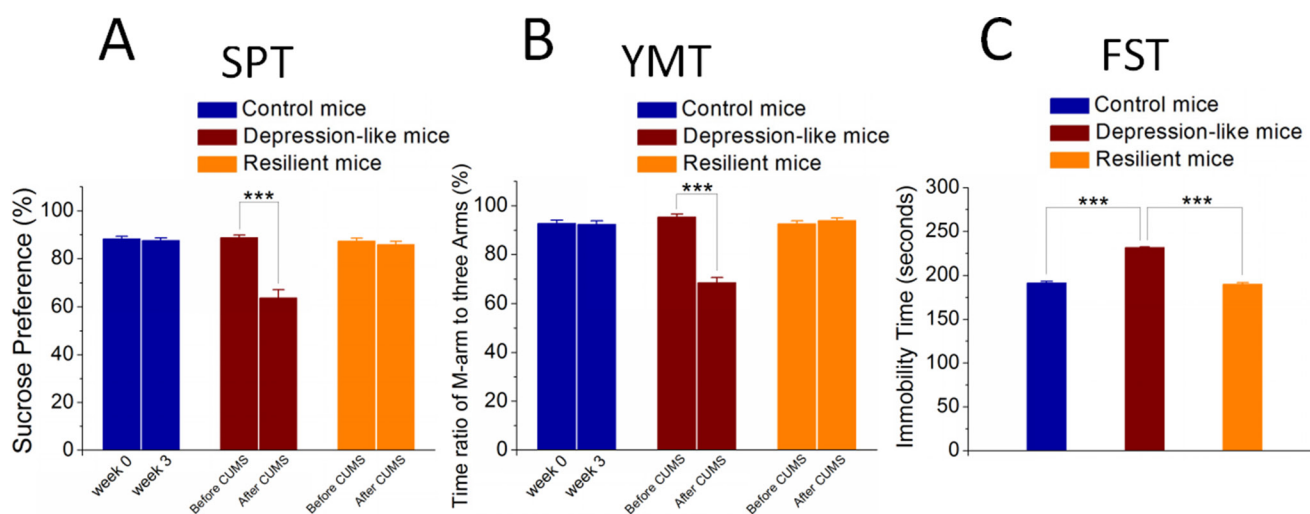 A
SPT
Control mice
Depression-like mice
Resilient mice
Sucrose Preference (%)
100
80
60
40
20
0
***
week 0
week 3
Before CUMS
After CUMS
Before CUMS
After CUMS
B
YMT
Control mice
Depression-like mice
Resilient mice
Time ratio of M-arm to three Arms (%)
100
80
60
40
20
0
***
week 0
week 3
Before CUMS
After CUMS
Before CUMS
After CUMS
C
FST
Control mice
Depression-like mice
Resilient mice
Immobility Time (seconds)
300
250
200
150
100
50
0
***
***